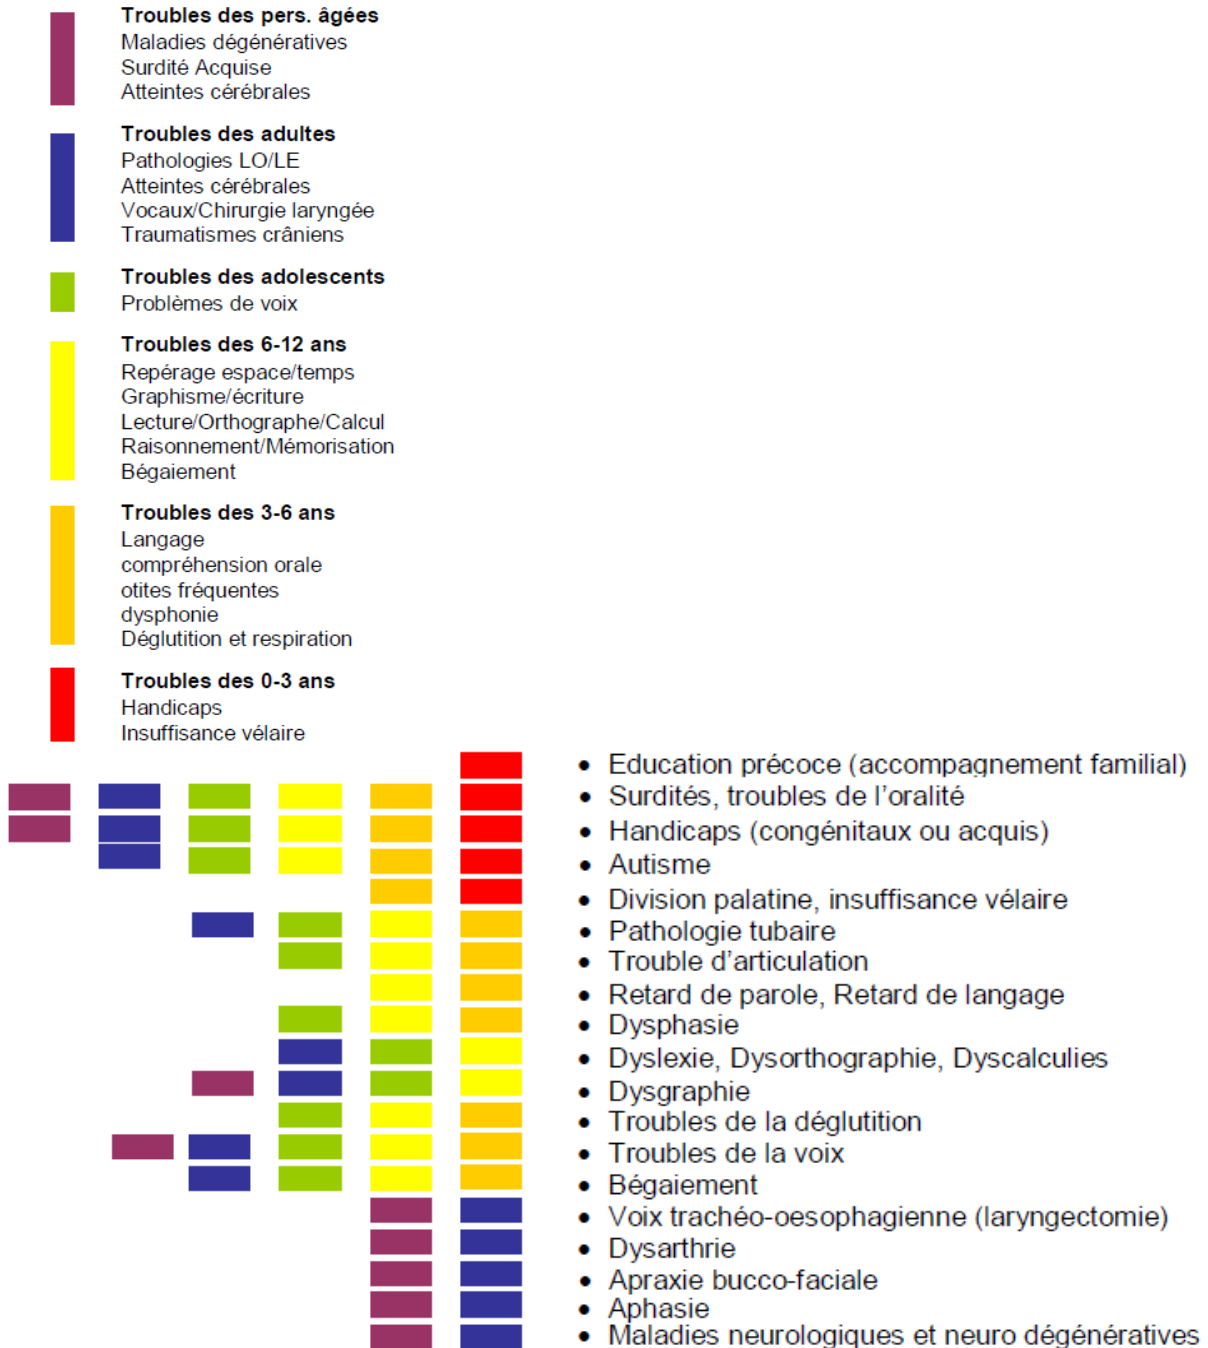 Troubles des pers. âgées
Maladies dégénératives
Surdité Acquise
Atteintes cérébrales
Troubles des adultes
Pathologies LO/LE
Atteintes cérébrales
Vocaux/Chirurgie laryngée
Traumatismes crâniens
Troubles des adolescents
Problèmes de voix
Troubles des 6-12 ans
Repérage espace/temps
Graphisme/écriture
Lecture/Orthographe/Calcul
Raisonnement/Mémorisation
Bégaiement
Troubles des 3-6 ans
Langage
compréhension orale
otites fréquentes
dysphonie
Déglutition et respiration
Troubles des 0-3 ans
Handicaps
Insuffisance vélaire
• Education précoce (accompagnement familial)
• Surdités, troubles de l'oralité
• Handicaps (congénitaux ou acquis)
• Autisme
• Division palatine, insuffisance vélaire
• Pathologie tubaire
• Trouble d'articulation
• Retard de parole, Retard de langage
• Dysphasie
• Dyslexie, Dysorthographie, Dyscalculies
• Dysgraphie
• Troubles de la déglutition
• Troubles de la voix
• Bégaiement
• Voix trachéo-oesophagienne (laryngectomie)
• Dysarthrie
• Apraxie bucco-faciale
• Aphasie
• Maladies neurologiques et neuro dégénératives